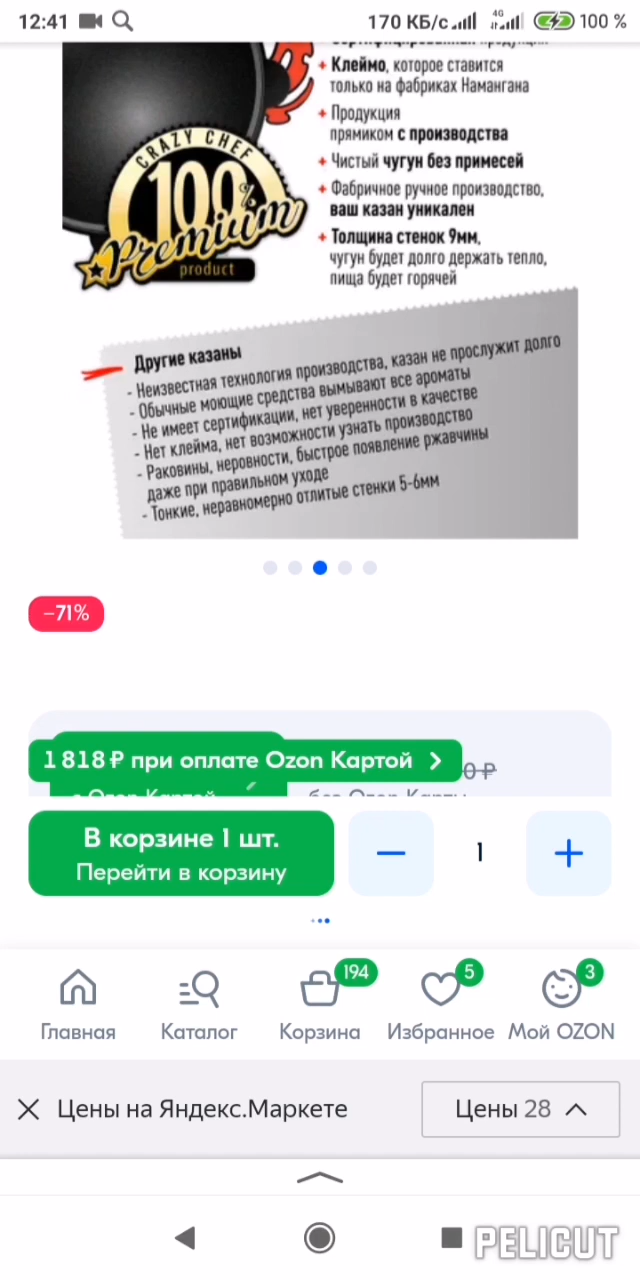 12:41
170 КБ/с
4G
100 %
+ Клеймо, которое ставится
только на фабриках Намангана
+ Продукция
прямиком с производства
+ Чистый чугун без примесей
+ Фабричное ручное производство,
ваш казан уникален
+ Толщина стенок 9мм,
чугун будет долго держать тепло,
пища будет горячей
CRAZY CHEF
100%
Premium
product
Другие казаны
- Неизвестная технология производства, казан не прослужит долго
- Обычные моющие средства вымывают все ароматы
- Не имеет сертификации, нет уверенности в качестве
- Нет клейма, нет возможности узнать производство
- Раковины, неровности, быстрое появление ржавчины
даже при правильном уходе
- Тонкие, неравномерно отлитые стенки 5-6мм
–71%
1 818 ₽ при оплате Ozon Картой
0 ₽
В корзине 1 шт.
Перейти в корзину
1
194
5
3
Главная
Каталог
Корзина
Избранное
Мой OZON
Цены на Яндекс.Маркете
Цены 28
PELICUT